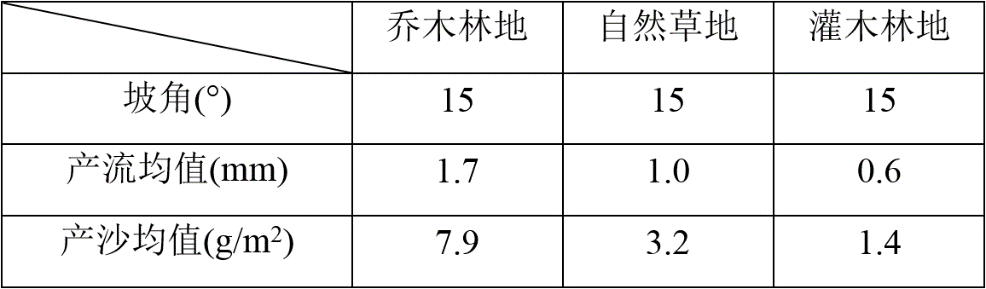 乔木林地 自然草地 灌木林地
坡角(°) 15 15 15
产流均值(mm) 1.7 1.0 0.6
产沙均值(g/m²) 7.9 3.2 1.4